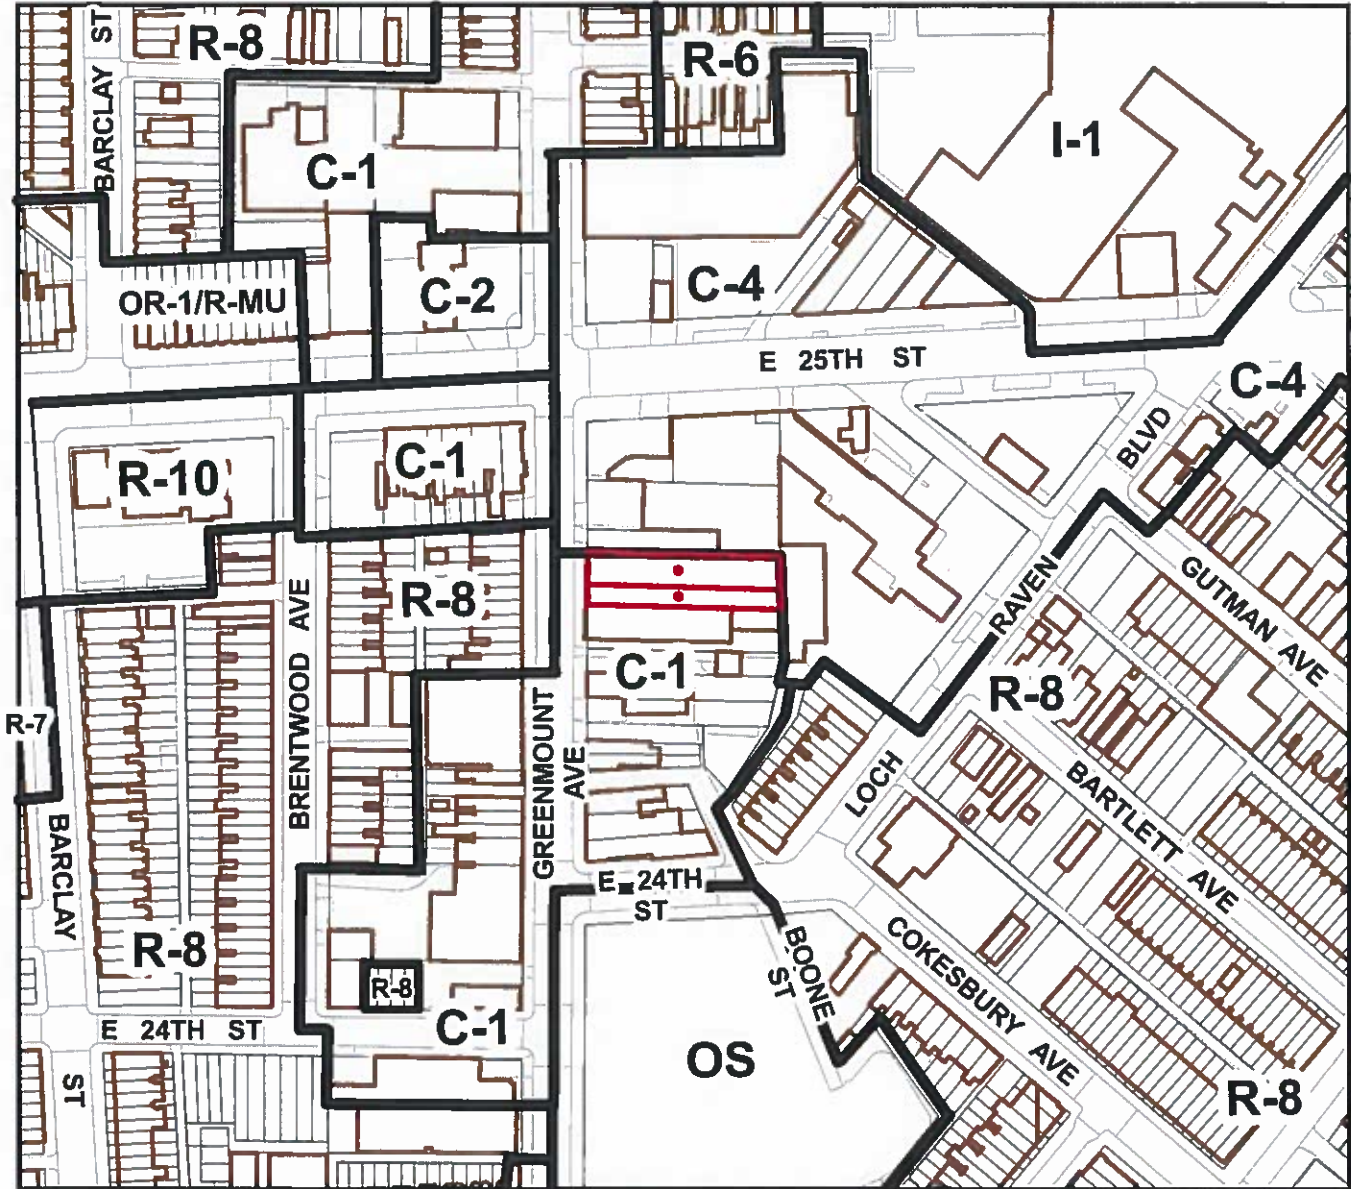 ST
R-8
R-6
BARCLAY
C-1
I-1
OR-1/R-MU
C-2
C-4
E 25TH ST
C-4
R-10
C-1
BLVD
R-8
BRENTWOOD AVE
RAVEN
GUTMAN AVE
C-1
R-8
R-7
GREENMOUNT
AVE
LOCH
BARTLETT AVE
BARCLAY
E 24TH
ST
R-8
R-8
BOONE
ST
COKESBURY AVE
E 24TH ST
C-1
OS
ST
R-8